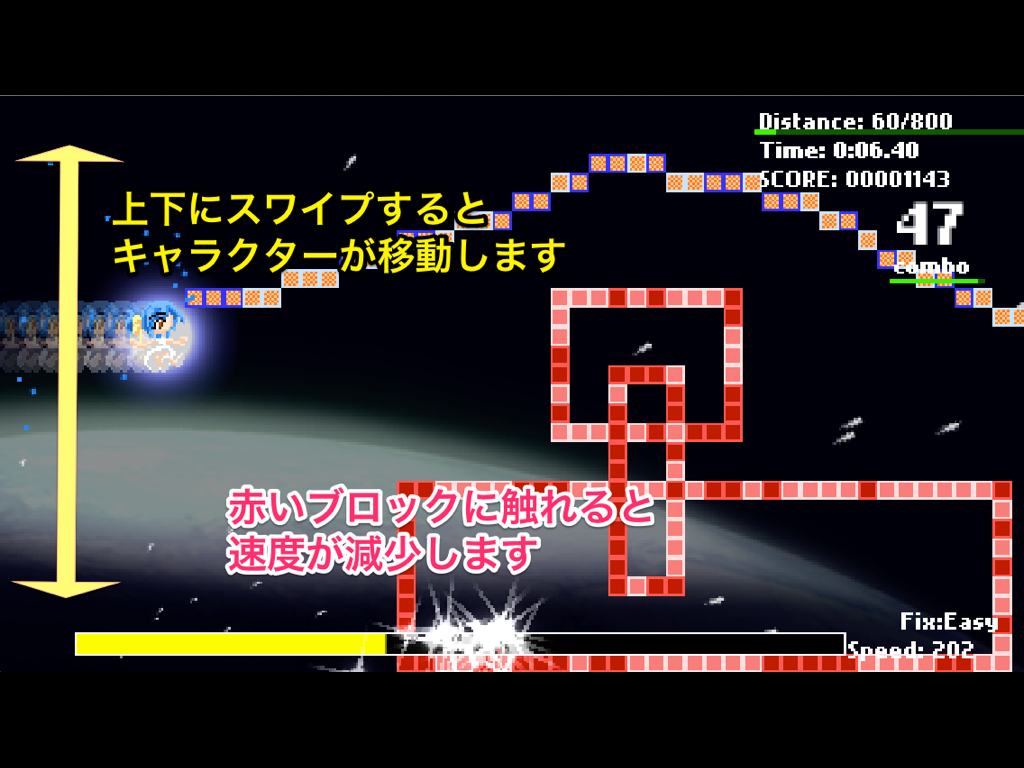 Distance: 60/800
Time: 0:06.40
SCORE: 00001143
47
combo
上下にスワイプすると
キャラクターが移動します
赤いブロックに触れると
速度が減少します
Fix:Easy
Speed: 202